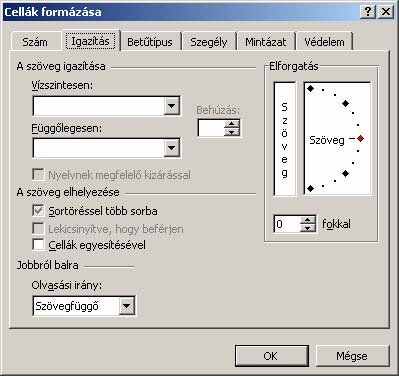 Cellák formázása
Szám Igazítás Betűtípus Szegély Mintázat Védelem
A szöveg igazítása
Vízszintesen:
Behúzás:
Függőlegesen:
Nyelvnek megfelelő kizárással
A szöveg elhelyezése
Sortöréssel több sorba
Lekicsinyítve, hogy beférjen
Cellák egyesítésével
Jobbról balra
Olvasási irány:
Szövegfüggő
Elforgatás
Szöveg
Szöveg
0 fokkal
OK Mégse